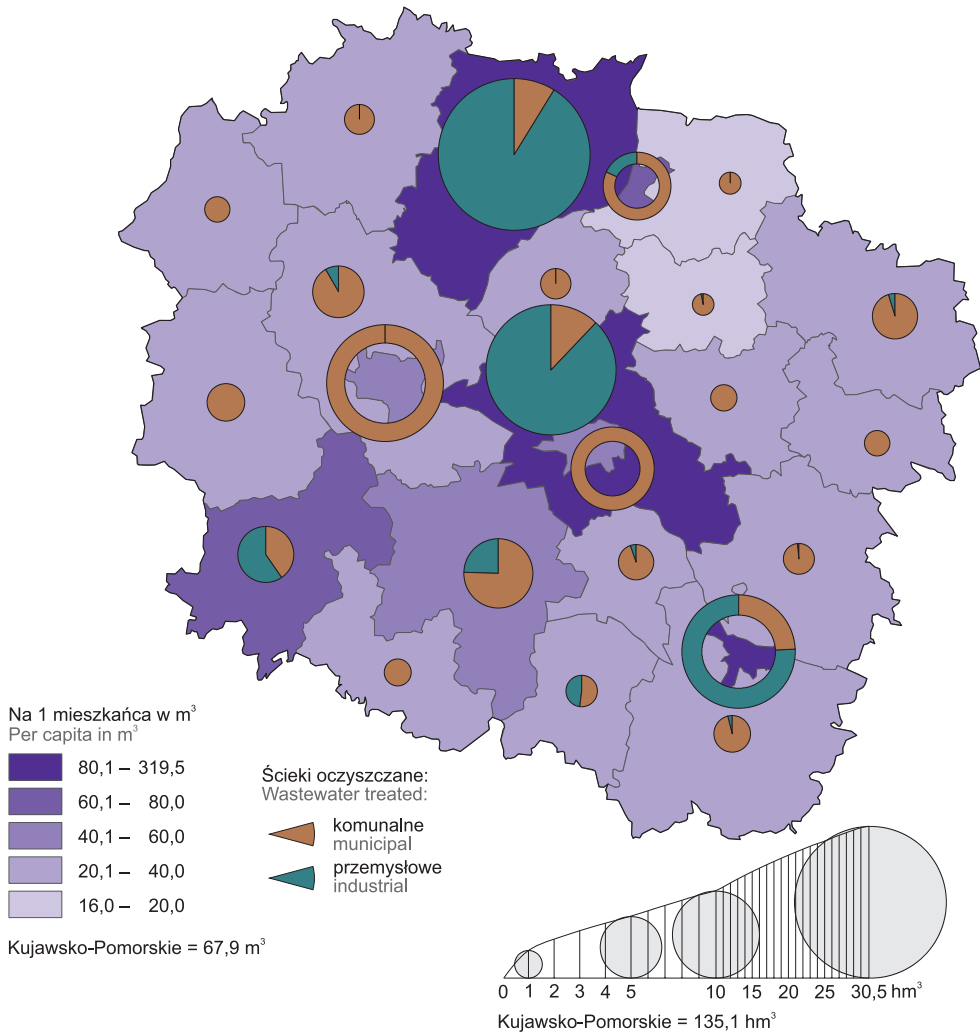 Na 1 mieszkańca w m³
Per capita in m³
80,1 – 319,5
60,1 – 80,0
40,1 – 60,0
20,1 – 40,0
16,0 – 20,0
Kujawsko-Pomorskie = 67,9 m³
Ścieki oczyszczane:
Wastewater treated:
komunalne
municipal
przemysłowe
industrial
0 1 2 3 4 5 10 15 20 25 30,5 hm³
Kujawsko-Pomorskie = 135,1 hm³